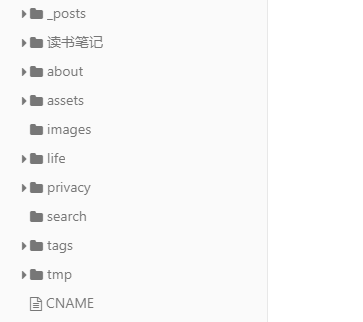 _posts
读书笔记
about
assets
images
life
privacy
search
tags
tmp
CNAME